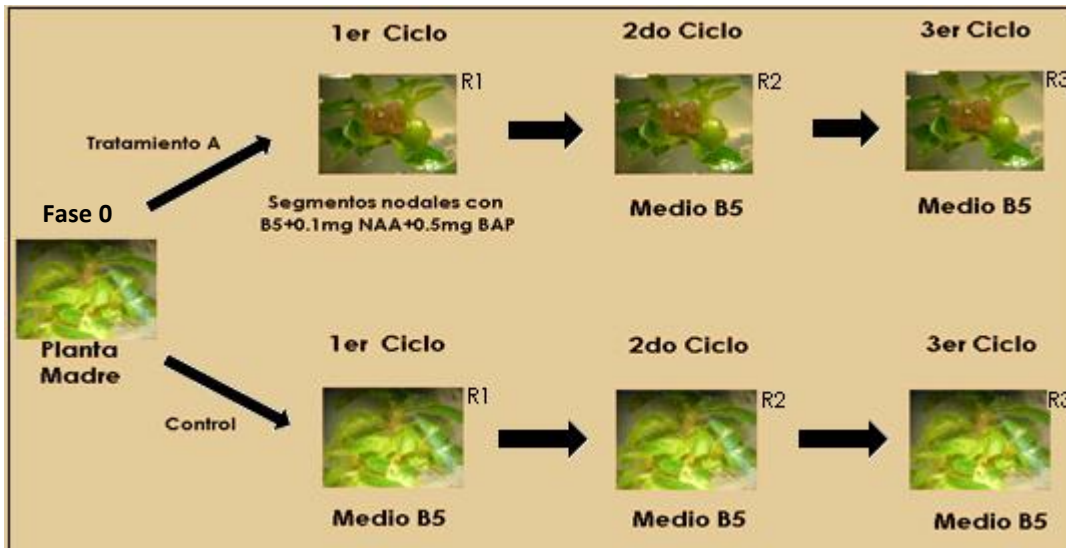 1er Ciclo
2do Ciclo
3er Ciclo
R1
R2
R3
Tratamiento A
Segmentos nodales con
B5+0.1mg NAA+0.5mg BAP
Medio B5
Medio B5
Fase 0
Planta
Madre
1er Ciclo
2do Ciclo
3er Ciclo
R1
R2
R3
Control
Medio B5
Medio B5
Medio B5